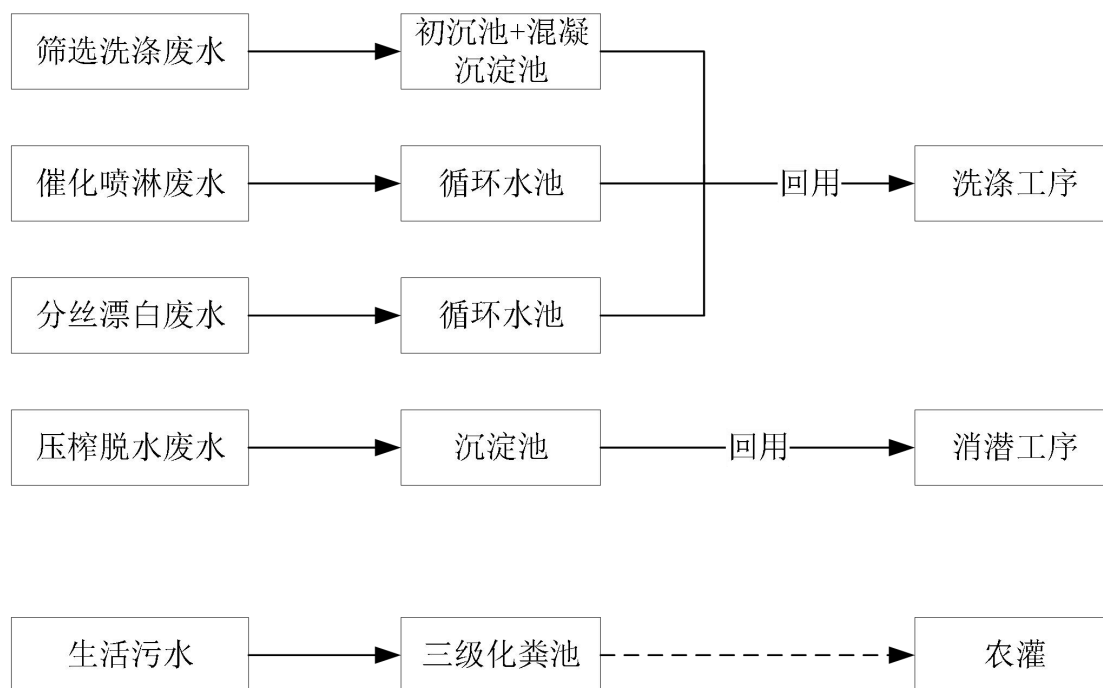 筛选洗涤废水
初沉池+混凝
沉淀池
催化喷淋废水
循环水池
回用
洗涤工序
分丝漂白废水
循环水池
压榨脱水废水
沉淀池
回用
消潜工序
生活污水
三级化粪池
农灌